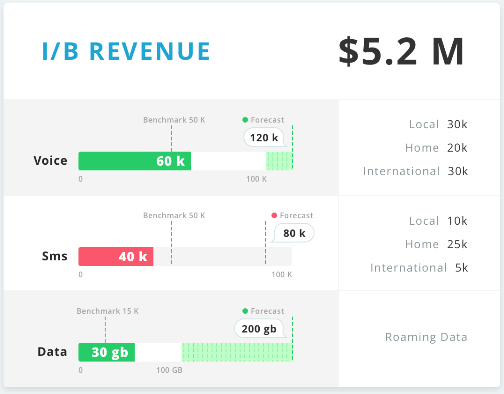 I/B REVENUE
$5.2 M
Benchmark 50 K
Forecast
120 k
Voice
60 k
0
100 K
Local 30k
Home 20k
International 30k
Benchmark 50 K
Forecast
80 k
Sms
40 k
0
100 K
Local 10k
Home 25k
International 5k
Benchmark 15 K
Forecast
200 gb
Data
30 gb
0
100 GB
Roaming Data